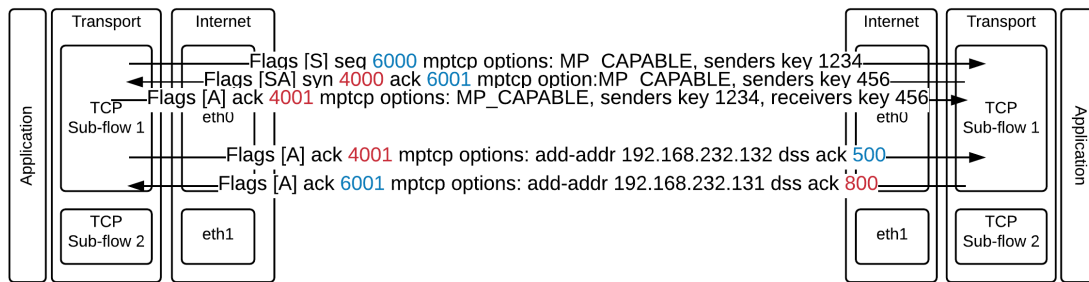 Transport
Internet
Internet
Transport
Flags [S] seq 6000 mptcp options: MP_CAPABLE, senders key 1234
Flags [SA] syn 4000 ack 6001 mptcp option:MP_CAPABLE, senders key 456
Flags [A] ack 4001 mptcp options: MP_CAPABLE, senders key 1234, receivers key 456
Application
TCP
Sub-flow 1
eth0
eth0
TCP
Sub-flow 1
Application
Flags [A] ack 4001 mptcp options: add-addr 192.168.232.132 dss ack 500
Flags [A] ack 6001 mptcp options: add-addr 192.168.232.131 dss ack 800
TCP
Sub-flow 2
eth1
eth1
TCP
Sub-flow 2